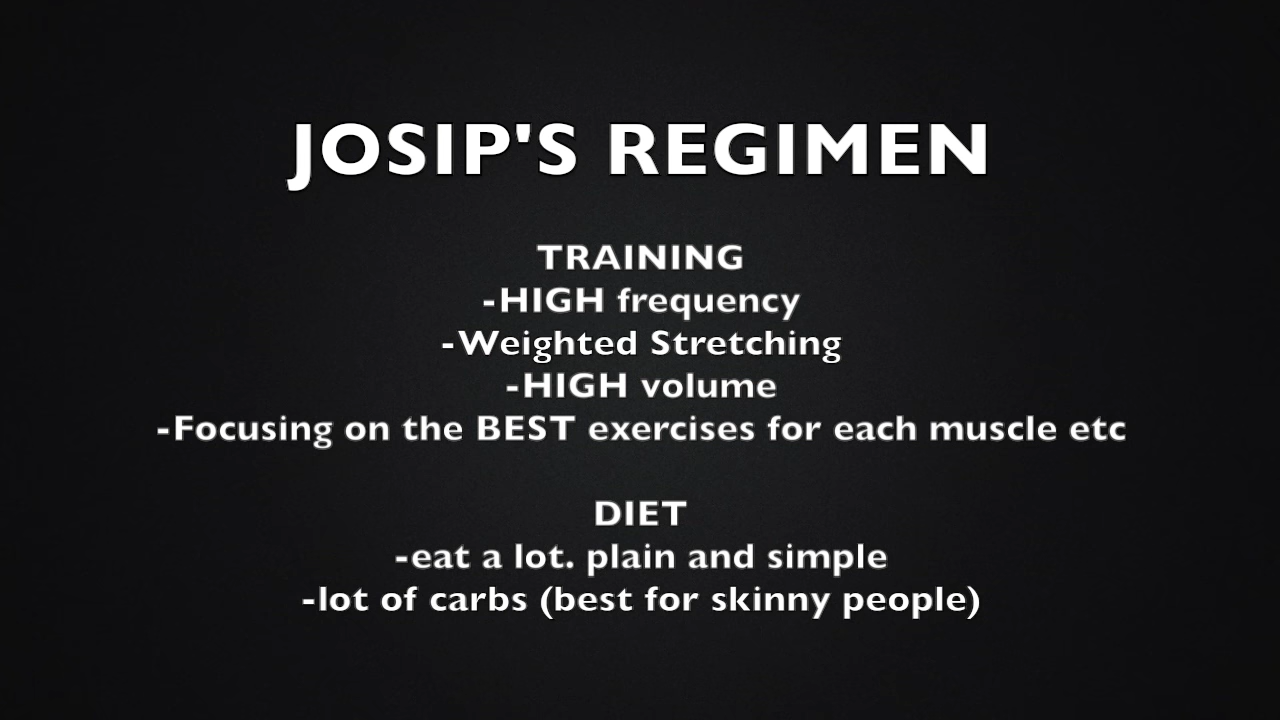 JOSIP'S REGIMEN
TRAINING
-HIGH frequency
-Weighted Stretching
-HIGH volume
-Focusing on the BEST exercises for each muscle etc
DIET
-eat a lot. plain and simple
-lot of carbs (best for skinny people)